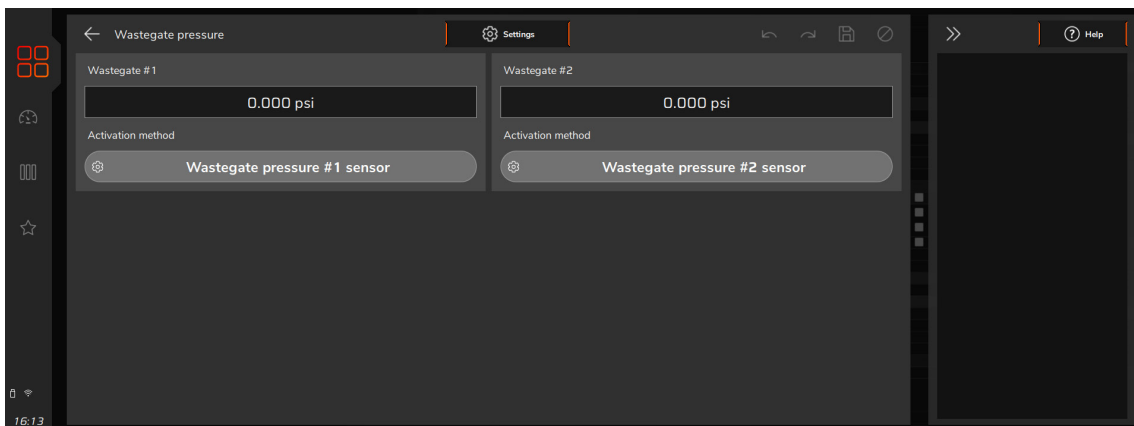 Wastegate pressure
Settings
Help
Wastegate #1
Wastegate #2
0.000 psi
0.000 psi
Activation method
Activation method
Wastegate pressure #1 sensor
Wastegate pressure #2 sensor
16:13